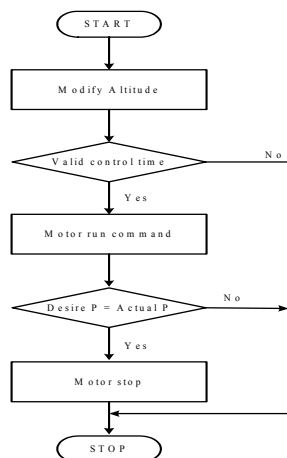 START
Modify Altitude
Valid control time
No
Yes
Motor run command
Desire P = Actual P
No
Yes
Motor stop
STOP